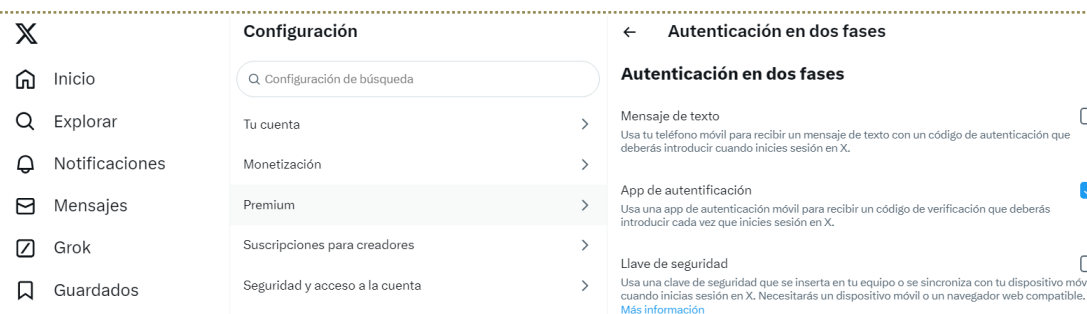 Inicio
Explorar
Notificaciones
Mensajes
Grok
Guardados
Configuración
Configuración de búsqueda
Tu cuenta
Monetización
Premium
Suscripciones para creadores
Seguridad y acceso a la cuenta
Autenticación en dos fases
Autenticación en dos fases
Mensaje de texto
Usa tu teléfono móvil para recibir un mensaje de texto con un código de autenticación que
deberás introducir cuando inicies sesión en X.
App de autentificación
Usa una app de autenticación móvil para recibir un código de verificación que deberás
introducir cada vez que inicies sesión en X.
Llave de seguridad
Usa una clave de seguridad que se inserta en tu equipo o se sincroniza con tu dispositivo móv
cuando inicias sesión en X. Necesitarás un dispositivo móvil o un navegador web compatible.
Más información